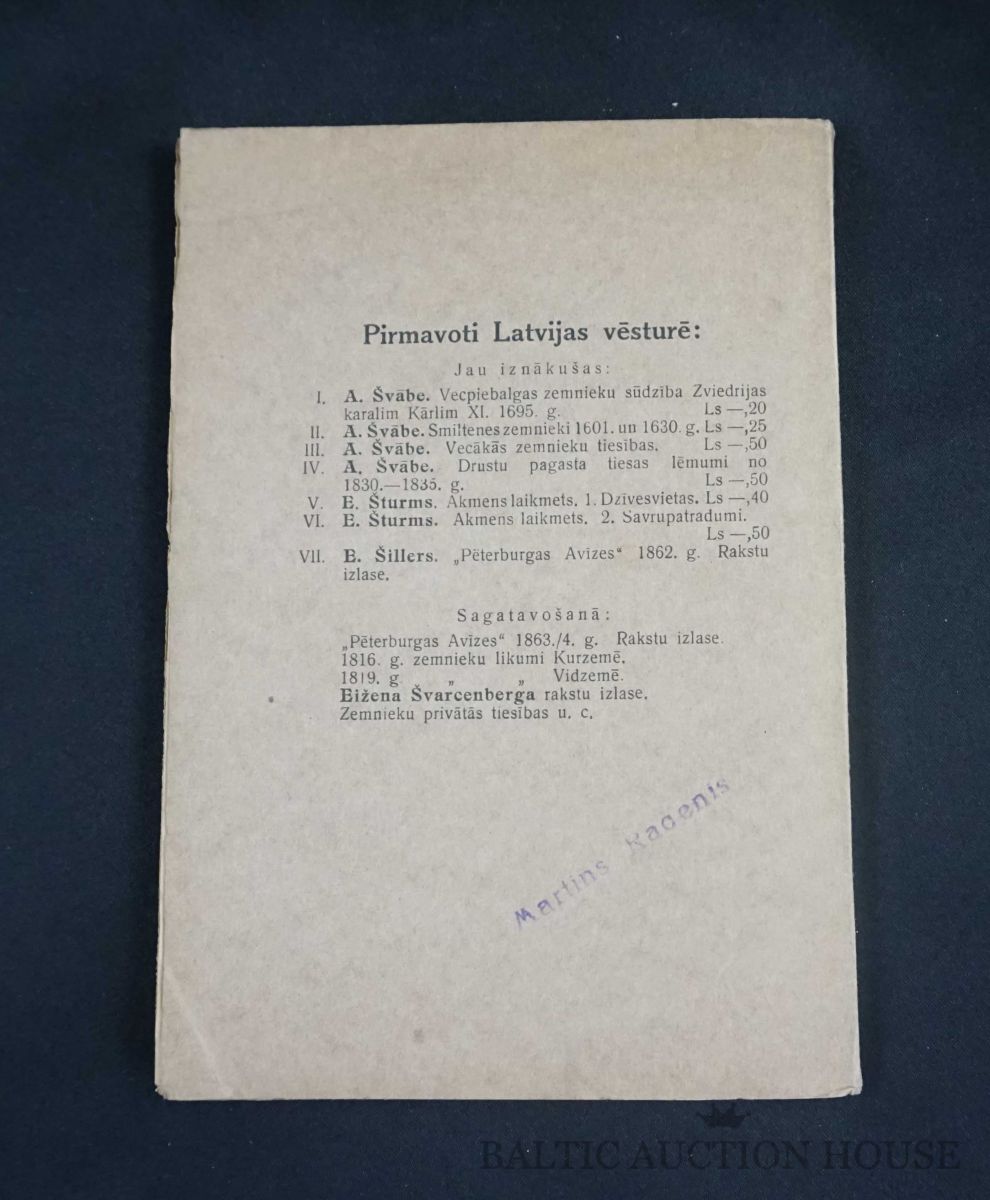 Pirmavoti Latvijas vēsturē:
Jau iznākušas:
I. A. Švābe. Vecpiebalgas zemnieku sūdzība Zviedrijas
karalim Kārlim XI. 1695. g. Ls —,20
II. A. Švābe. Smiltenes zemnieki 1601. un 1630. g. Ls —,25
III. A. Švābe. Vecākās zemnieku tiesības. Ls —,50
IV. A. Švābe. Drustu pagasta tiesas lēmumi no
1830.—1835. g. Ls —,50
V. E. Šturms. Akmens laikmets. 1. Dzīvesvietas. Ls —,40
VI. E. Šturms. Akmens laikmets. 2. Savrupatradumi.
Ls —,50
VII. E. Šillers. „Pēterburgas Avīzes“ 1862. g. Rakstu
izlase.
Sagatavošanā:
„Pēterburgas Avīzes“ 1863./4. g. Rakstu izlase.
1816. g. zemnieku likumi Kurzemē.
1819. g. „ „ Vidzemē.
Eižena Švarcenberga rakstu izlase.
Zemnieku privātās tiesības u. c.
Martins
BALTIC AUCTION HOUSE